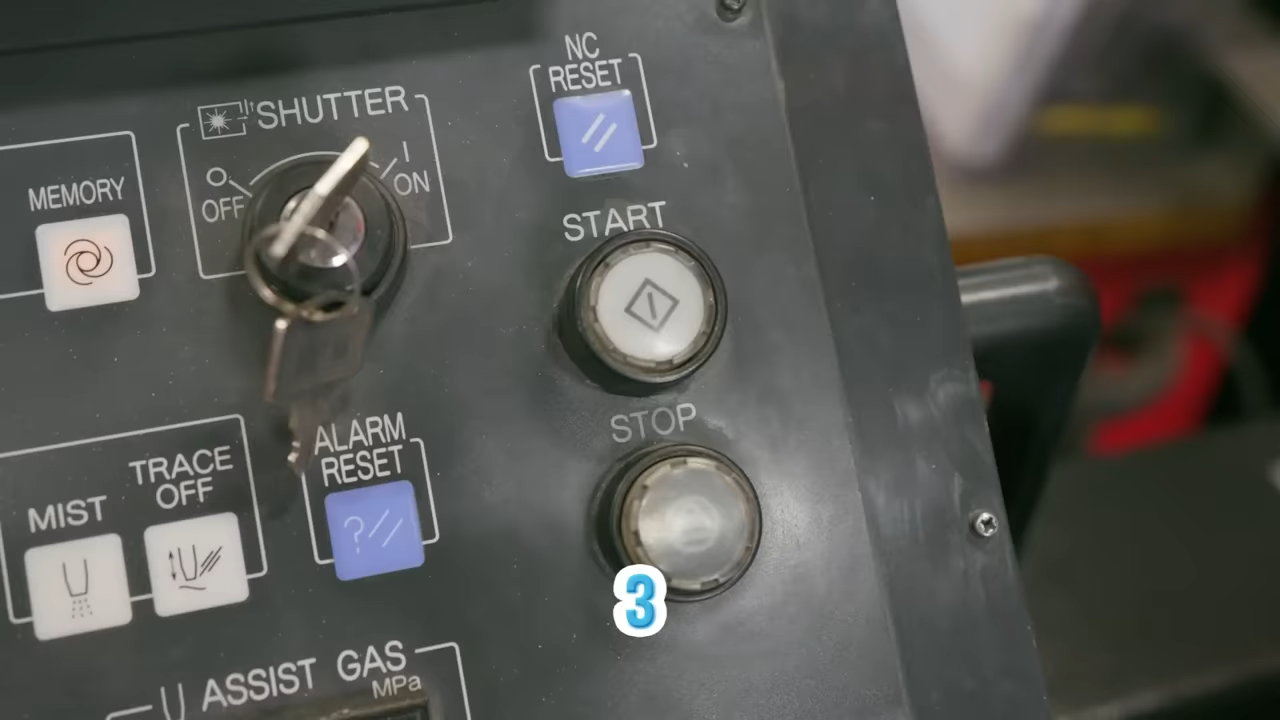 NC
RESET
SHUTTER
OFF
ON
MEMORY
START
STOP
ALARM
RESET
?
TRACE
OFF
MIST
3
ASSIST GAS
MPa